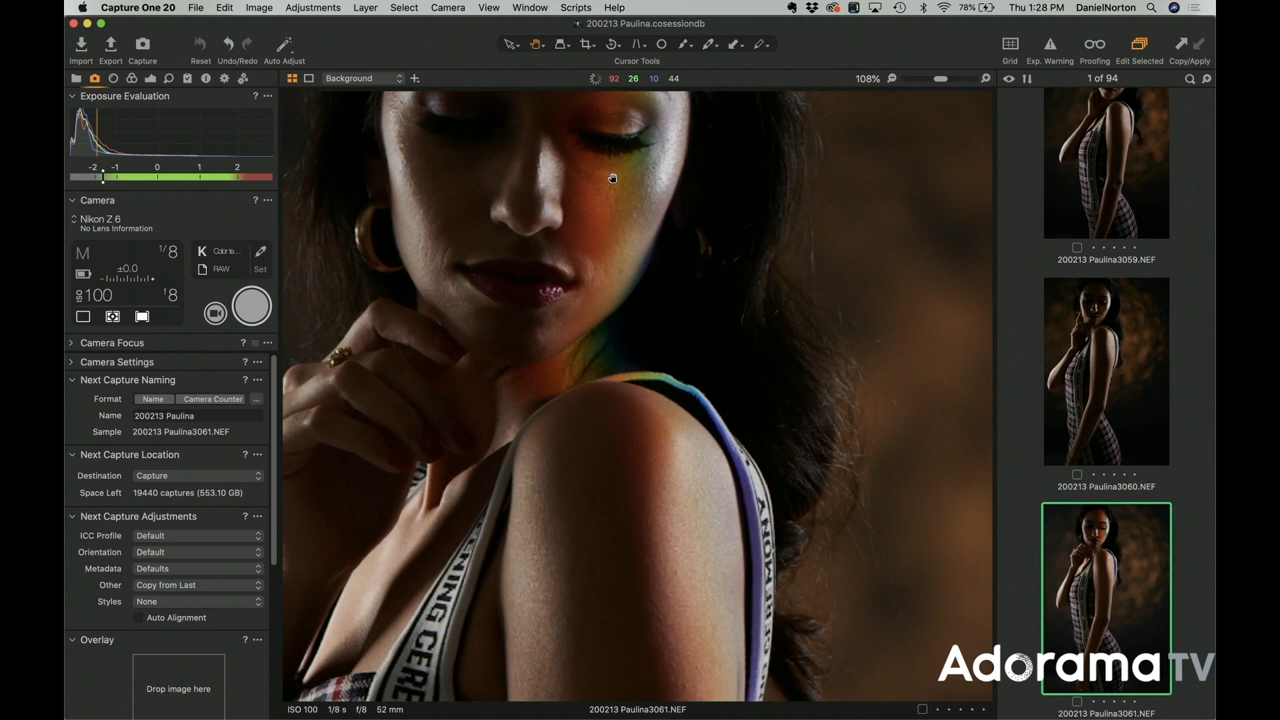 Capture One 20 File Edit Image Adjustments Layer Select Camera View Window Scripts Help 78% Thu 1:28 PM DanielNorton
200213 Paulina.cosessiondb
Import Export Capture Reset Undo/Redo Auto Adjust Cursor Tools Grid Exp. Warning Proofing Edit Selected Copy/Apply
Background 92 26 10 44 108% 1 of 94
Exposure Evaluation ? ...
-2 -1 0 1 2
Camera ? ...
Nikon Z 6
No Lens Information
M 1/8 K RAW Set
±0.0
ISO 100 f8
Camera Focus ? ...
Camera Settings ? ...
Next Capture Naming ? ...
Format Name Camera Counter ...
Name 200213 Paulina
Sample 200213 Paulina3061.NEF
Next Capture Location ? ...
Destination Capture
Space Left 19440 captures (553.10 GB)
Next Capture Adjustments ? ...
ICC Profile Default
Orientation Default
Metadata Defaults
Other Copy from Last
Styles None
Auto Alignment
Overlay ? ...
Drop image here
ISO 100 1/8 s f/8 52 mm 200213 Paulina3061.NEF
200213 Paulina3059.NEF
200213 Paulina3060.NEF
200213 Paulina3061.NEF
Adorama TV